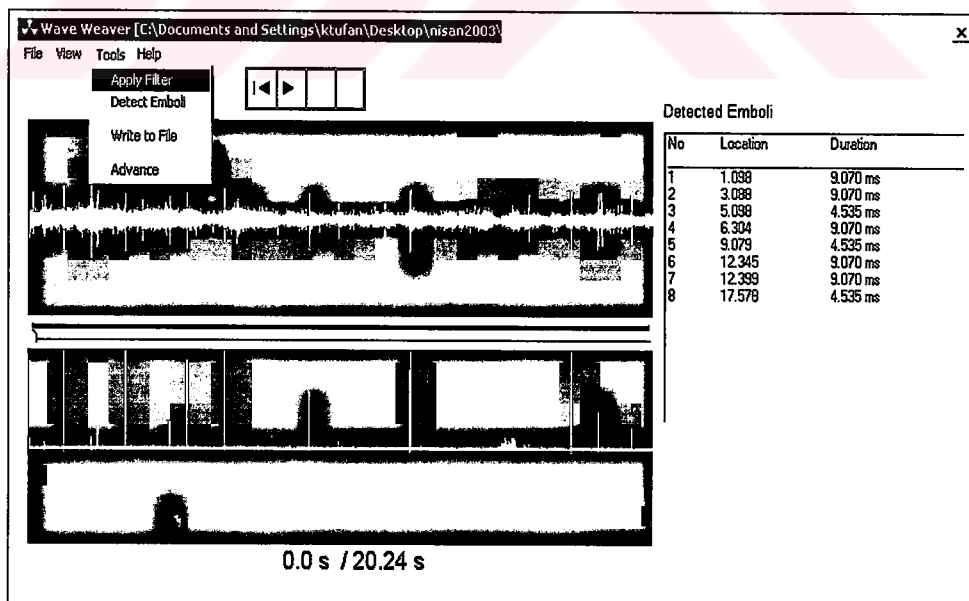 Wave Weaver [C:\Documents and Settings\ktufan\Desktop\nisan2003\
File View Tools Help
Apply Filter
Detect Emboli
Write to File
Advance
Detected Emboli
No Location Duration
1 1.098 9.070 ms
2 3.088 9.070 ms
3 5.098 4.535 ms
4 6.304 9.070 ms
5 9.079 4.535 ms
6 12.345 9.070 ms
7 12.399 9.070 ms
8 17.578 4.535 ms
0.0 s / 20.24 s